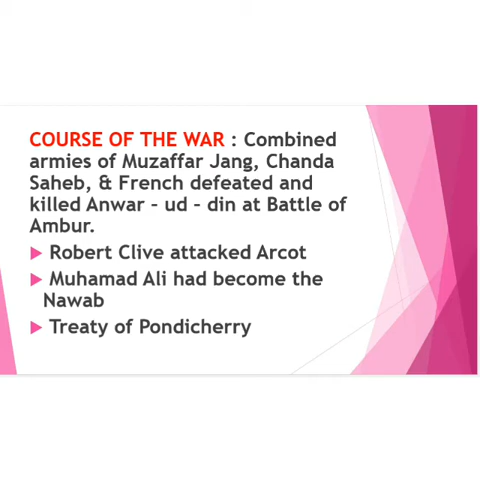 COURSE OF THE WAR : Combined
armies of Muzaffar Jang, Chanda
Saheb, & French defeated and
killed Anwar - ud - din at Battle of
Ambur.
Robert Clive attacked Arcot
Muhamad Ali had become the
Nawab
Treaty of Pondicherry